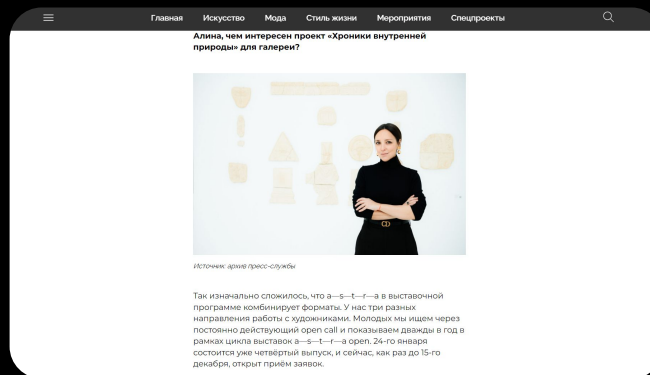 Главная Искусство Мода Стиль жизни Мероприятия Спецпроекты
Алина, чем интересен проект «Хроники внутренней
природы» для галереи?
Источник: архив пресс-службы
Так изначально сложилось, что a—s—t—r—a в выставочной
программе комбинирует форматы. У нас три разных
направления работы с художниками. Молодых мы ищем через
постоянно действующий open call и показываем дважды в год в
рамках цикла выставок a—s—t—r—a open. 24-го января
состоится уже четвёртый выпуск, и сейчас, как раз до 15-го
декабря, открыт приём заявок.